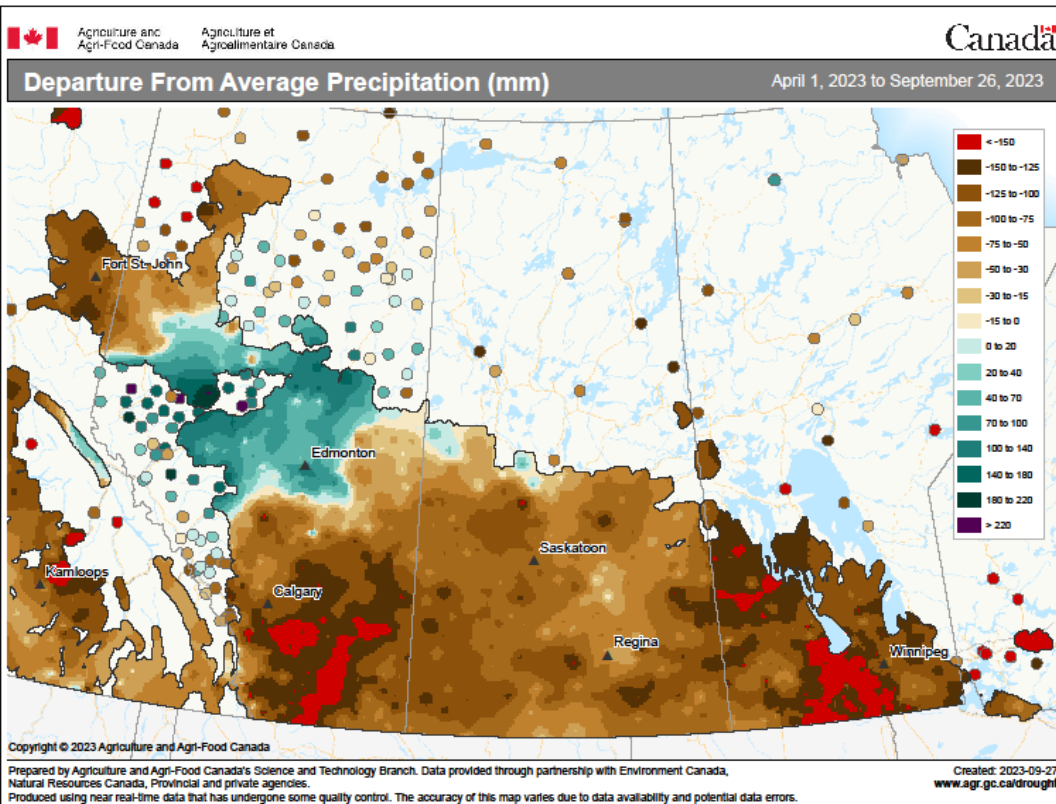 Agriculture and
Agri-Food Canada
Agriculture et
Agroalimentaire Canada
Canada
Departure From Average Precipitation (mm)
April 1, 2023 to September 26, 2023
< -150
-150 to -125
-125 to -100
-100 to -75
-75 to -50
-50 to -30
-30 to -15
-15 to 0
0 to 20
20 to 40
40 to 70
70 to 100
100 to 140
140 to 180
180 to 220
> 220
Fort St. John
Edmonton
Saskatoon
Kamloops
Calgary
Regina
Winnipeg
Copyright © 2023 Agriculture and Agri-Food Canada
Prepared by Agriculture and Agri-Food Canada's Science and Technology Branch. Data provided through partnership with Environment Canada,
Natural Resources Canada, Provincial and private agencies.
Produced using near real-time data that has undergone some quality control. The accuracy of this map varies due to data availability and potential data errors.
Created: 2023-09-27
www.agr.gc.ca/drought